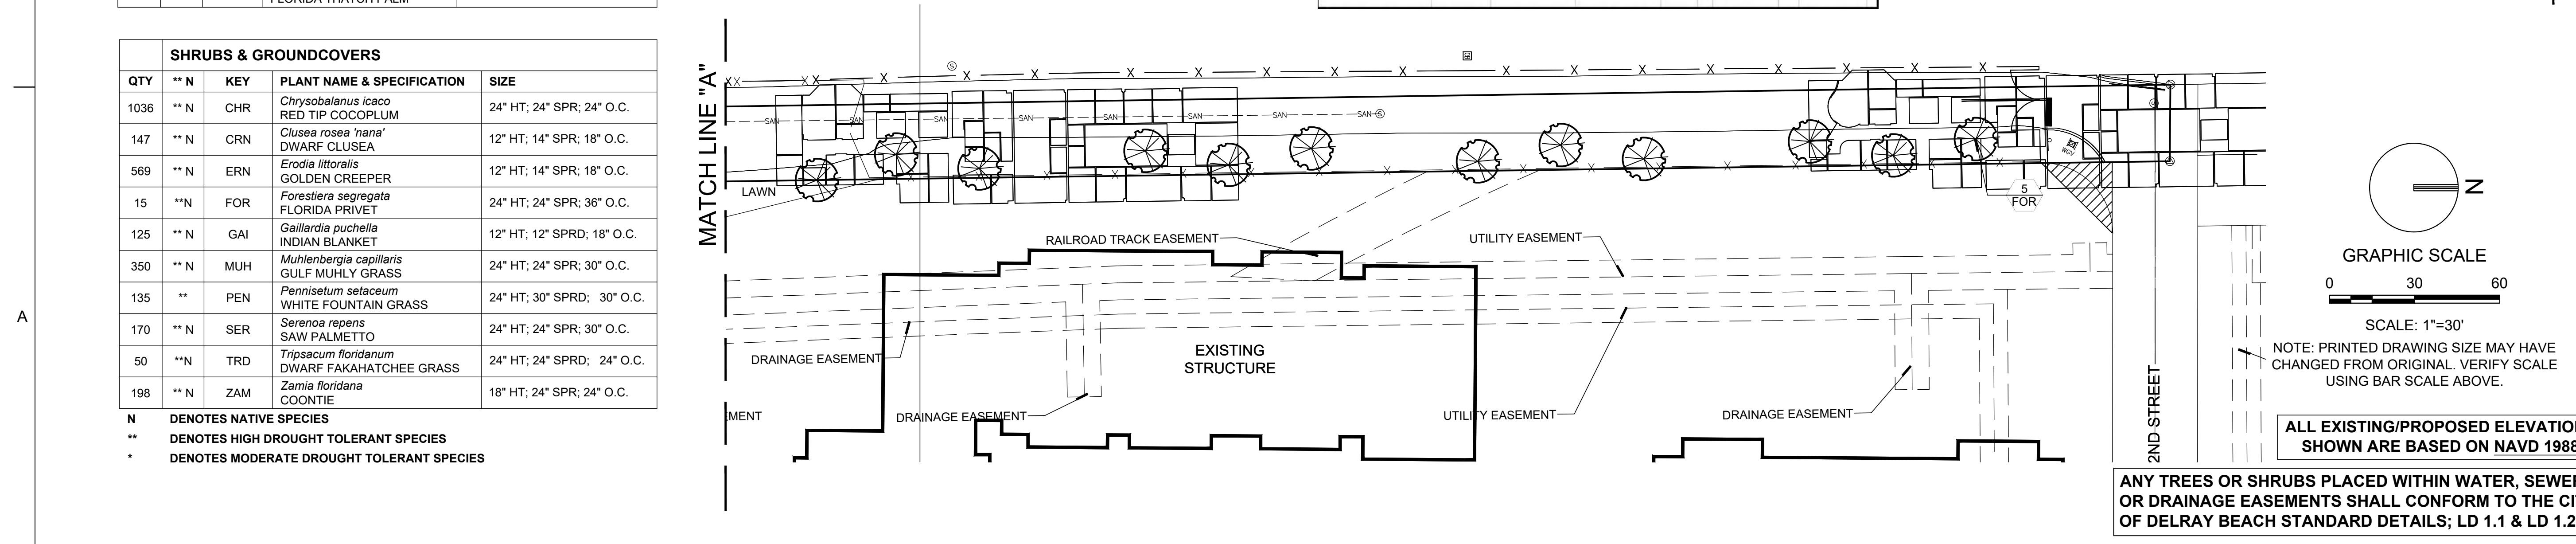 SHRUBS & GROUNDCOVERS
QTY ** N KEY PLANT NAME & SPECIFICATION SIZE
1036 ** N CHR Chrysobalanus icaco
RED TIP COCOPLUM 24" HT; 24" SPR; 24" O.C.
147 ** N CRN Clusea rosea 'nana'
DWARF CLUSEA 12" HT; 14" SPR; 18" O.C.
569 ** N ERN Erodia littoralis
GOLDEN CREEPER 12" HT; 14" SPR; 18" O.C.
15 **N FOR Forestiera segregata
FLORIDA PRIVET 24" HT; 24" SPR; 36" O.C.
125 ** N GAI Gaillardia puchella
INDIAN BLANKET 12" HT; 12" SPRD; 18" O.C.
350 ** N MUH Muhlenbergia capillaris
GULF MUHLY GRASS 24" HT; 24" SPR; 30" O.C.
135 ** PEN Pennisetum setaceum
WHITE FOUNTAIN GRASS 24" HT; 30" SPRD; 30" O.C.
170 ** N SER Serenoa repens
SAW PALMETTO 24" HT; 24" SPR; 30" O.C.
50 **N TRD Tripsacum floridanum
DWARF FAKAHATCHEE GRASS 24" HT; 24" SPRD; 24" O.C.
198 ** N ZAM Zamia floridana
COONTIE 18" HT; 24" SPR; 24" O.C.
N DENOTES NATIVE SPECIES
** DENOTES HIGH DROUGHT TOLERANT SPECIES
* DENOTES MODERATE DROUGHT TOLERANT SPECIES
A
MATCH LINE "A"
SAN SAN SAN SAN SAN SAN SAN
LAWN
WGV
5
FOR
RAILROAD TRACK EASEMENT
UTILITY EASEMENT
DRAINAGE EASEMENT
EXISTING
STRUCTURE
DRAINAGE EASEMENT
UTILITY EASEMENT
DRAINAGE EASEMENT
2ND STREET
N
GRAPHIC SCALE
0 30 60
SCALE: 1"=30'
NOTE: PRINTED DRAWING SIZE MAY HAVE
CHANGED FROM ORIGINAL. VERIFY SCALE
USING BAR SCALE ABOVE.
ALL EXISTING/PROPOSED
SHOWN ARE BASED ON NAVD 1988
ANY TREES OR SHRUBS PLACED WITHIN WATER,
OR DRAINAGE EASEMENTS SHALL CONFORM TO THE
OF DELRAY BEACH STANDARD DETAILS; LD 1.1 & LD 1.2